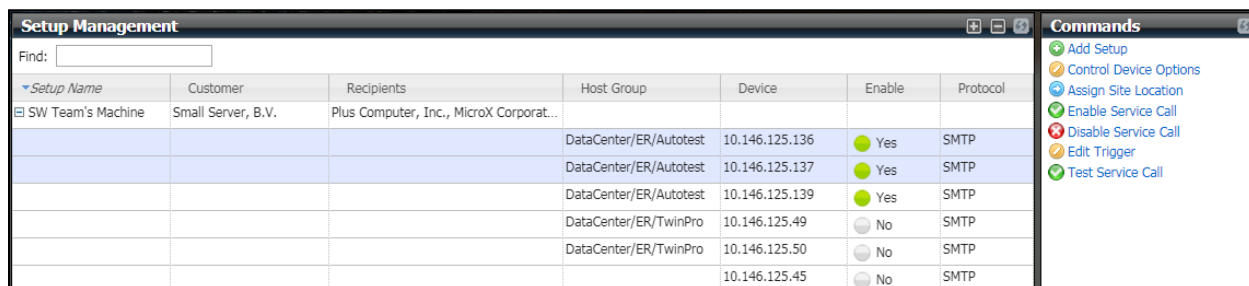 Setup Management
Find:
Setup Name Customer Recipients Host Group Device Enable Protocol
SW Team's Machine Small Server, B.V. Plus Computer, Inc., MicroX Corporat...
DataCenter/ER/Autotest 10.146.125.136 Yes SMTP
DataCenter/ER/Autotest 10.146.125.137 Yes SMTP
DataCenter/ER/Autotest 10.146.125.139 Yes SMTP
DataCenter/ER/TwinPro 10.146.125.49 No SMTP
DataCenter/ER/TwinPro 10.146.125.50 No SMTP
10.146.125.45 No SMTP
Commands
Add Setup
Control Device Options
Assign Site Location
Enable Service Call
Disable Service Call
Edit Trigger
Test Service Call